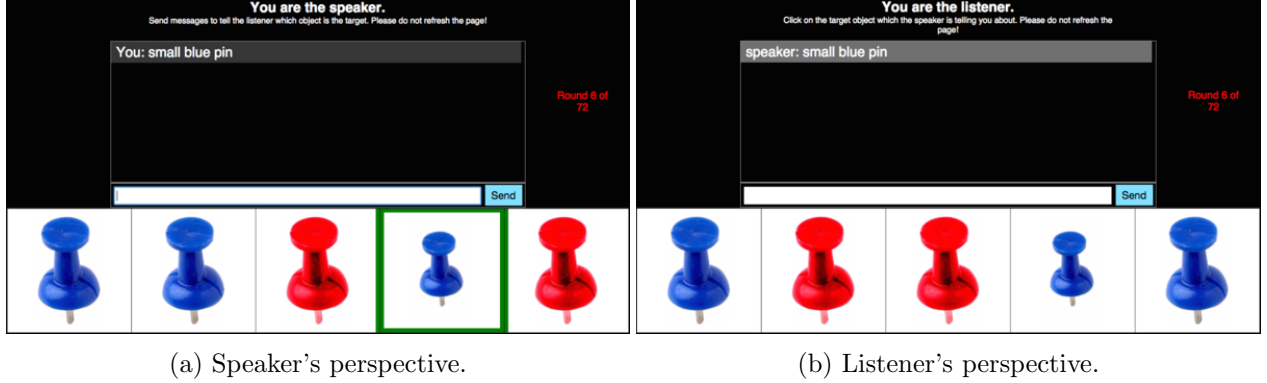 You are the speaker.
Send messages to tell the listener which object is the target. Please do not refresh the page!
You: small blue pin
Round 6 of
72
Send
(a) Speaker's perspective.
You are the listener.
Click on the target object which the speaker is telling you about. Please do not refresh the
page!
speaker: small blue pin
Round 6 of
72
Send
(b) Listener's perspective.